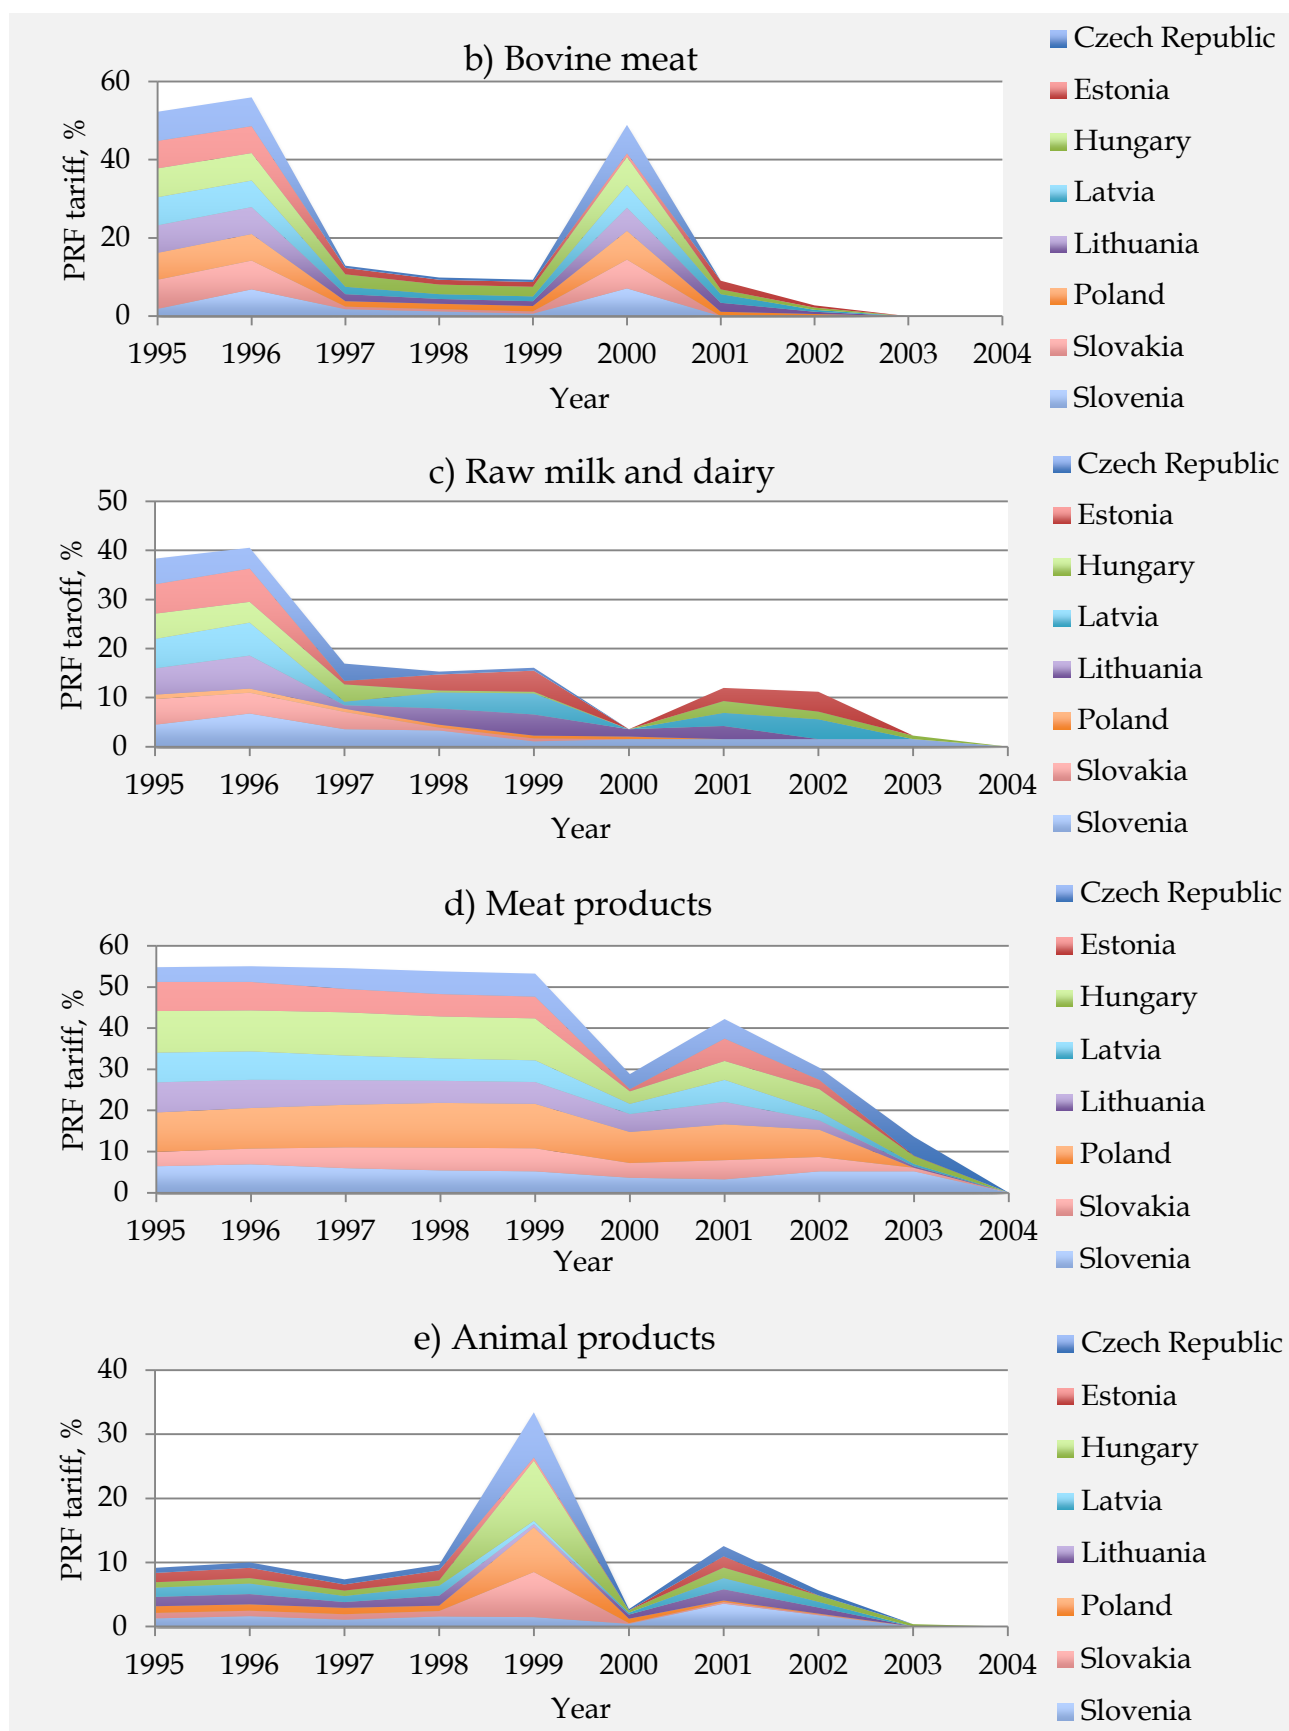 b) Bovine meat
PRF tariff, %
60
40
20
0
1995 1996 1997 1998 1999 2000 2001 2002 2003 2004
Year
Czech Republic
Estonia
Hungary
Latvia
Lithuania
Poland
Slovakia
Slovenia
c) Raw milk and dairy
PRF taroff, %
50
40
30
20
10
0
1995 1996 1997 1998 1999 2000 2001 2002 2003 2004
Year
Czech Republic
Estonia
Hungary
Latvia
Lithuania
Poland
Slovakia
Slovenia
d) Meat products
PRF tariff, %
60
50
40
30
20
10
0
1995 1996 1997 1998 1999 2000 2001 2002 2003 2004
Year
Czech Republic
Estonia
Hungary
Latvia
Lithuania
Poland
Slovakia
Slovenia
e) Animal products
PRF tariff, %
40
30
20
10
0
1995 1996 1997 1998 1999 2000 2001 2002 2003 2004
Year
Czech Republic
Estonia
Hungary
Latvia
Lithuania
Poland
Slovakia
Slovenia